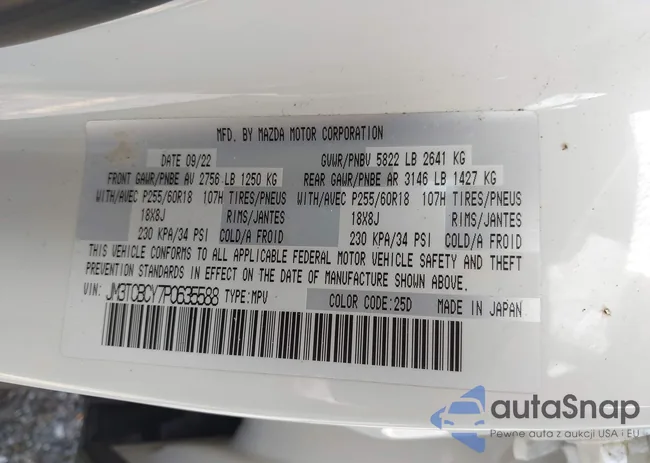 MFD. BY MAZDA MOTOR CORPORATION
DATE 09/22 GVWR/PNBV 5822 LB 2641 KG
FRONT GAWR/PNBE AV 2756 LB 1250 KG REAR GAWR/PNBE AR 3146 LB 1427 KG
WITH/AVEC P255/60R18 107H TIRES/PNEUS WITH/AVEC P255/60R18 107H TIRES/PNEUS
18X8J RIMS/JANTES 18X8J RIMS/JANTES
230 KPA/34 PSI COLD/A FROID 230 KPA/34 PSI COLD/A FROID
THIS VEHICLE CONFORMS TO ALL APPLICABLE FEDERAL MOTOR VEHICLE SAFETY AND THEFT
PREVENTION STANDARDS IN EFFECT ON THE DATE OF MANUFACTURE SHOWN ABOVE.
VIN: JM3TCBCY7P0635588 TYPE:MPV COLOR CODE:25D MADE IN JAPAN
autaSnap
Pewne auta z aukcji USA i EU